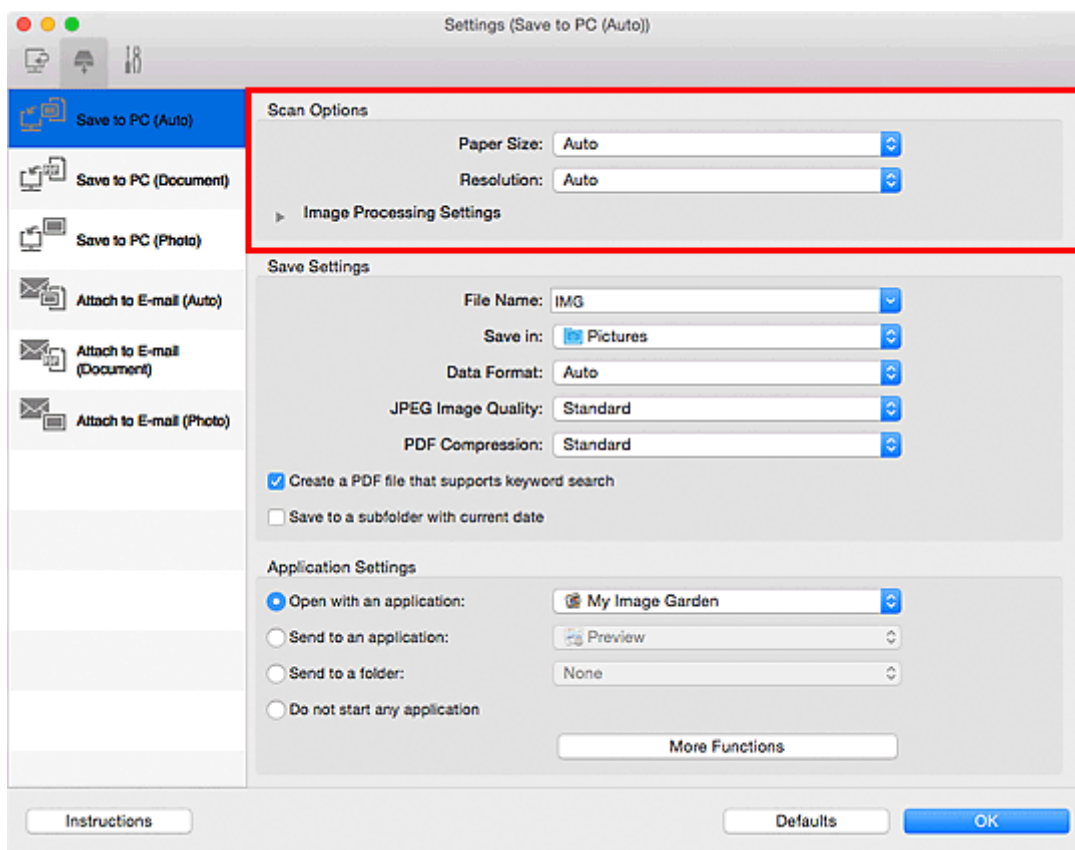 Settings (Save to PC (Auto))
Save to PC (Auto)
Save to PC (Document)
Save to PC (Photo)
Attach to E-mail (Auto)
Attach to E-mail
(Document)
Attach to E-mail (Photo)
Scan Options
Paper Size: Auto
Resolution: Auto
Image Processing Settings
Save Settings
File Name: IMG
Save in: Pictures
Data Format: Auto
JPEG Image Quality: Standard
PDF Compression: Standard
Create a PDF file that supports keyword search
Save to a subfolder with current date
Application Settings
Open with an application: My Image Garden
Send to an application: Preview
Send to a folder: None
Do not start any application
More Functions
Instructions Defaults OK